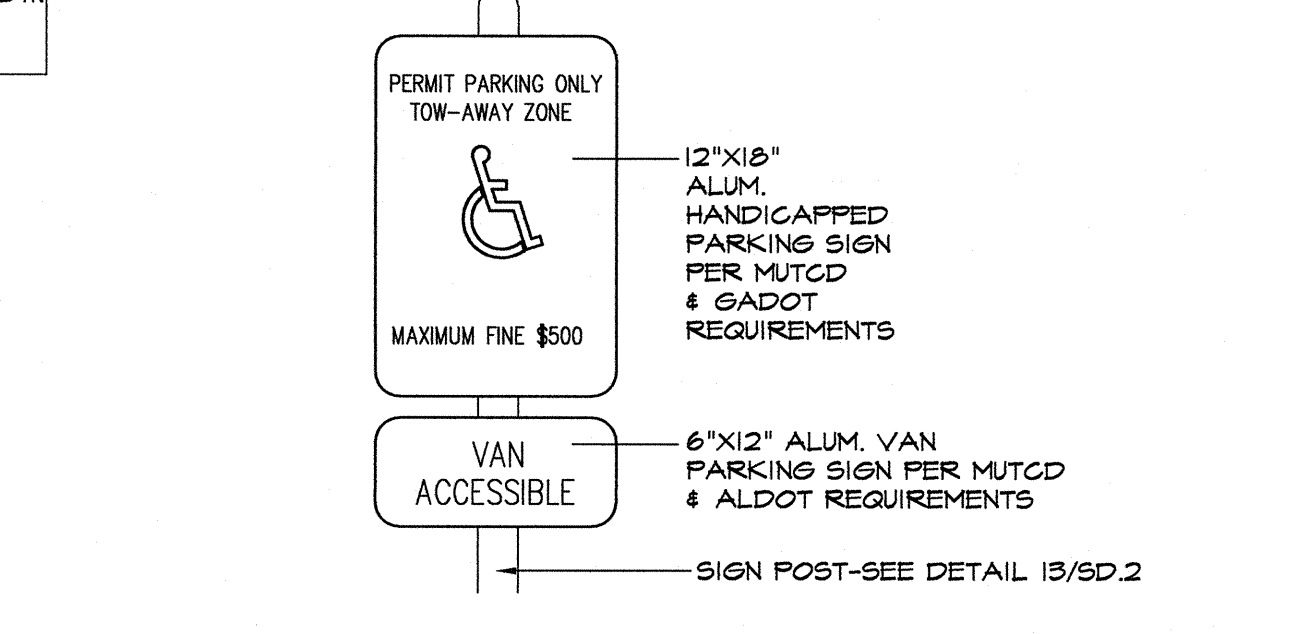 PERMIT PARKING ONLY
TOW-AWAY ZONE
MAXIMUM FINE $500
12"X18"
ALUM.
HANDICAPPED
PARKING SIGN
PER MUTCD
& GADOT
REQUIREMENTS
VAN
ACCESSIBLE
6"X12" ALUM. VAN
PARKING SIGN PER MUTCD
& ALDOT REQUIREMENTS
SIGN POST-SEE DETAIL 13/SD.2